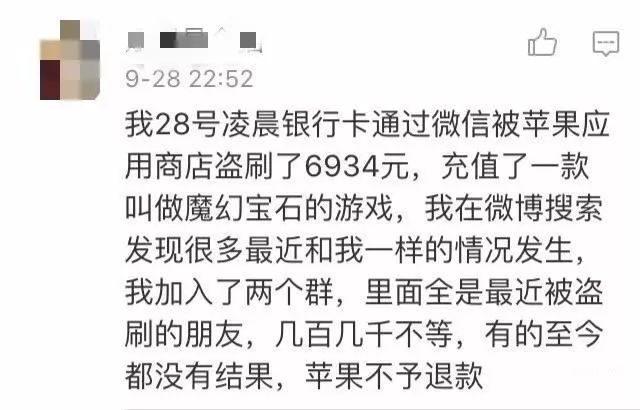 9-28 22:52
我28号凌晨银行卡通过微信被苹果应
用商店盗刷了6934元，充值了一款
叫做魔幻宝石的游戏，我在微博搜索
发现很多最近和我一样的情况发生，
我加入了两个群，里面全是最近被盗
刷的朋友，几百几千不等，有的至今
都没有结果，苹果不予退款